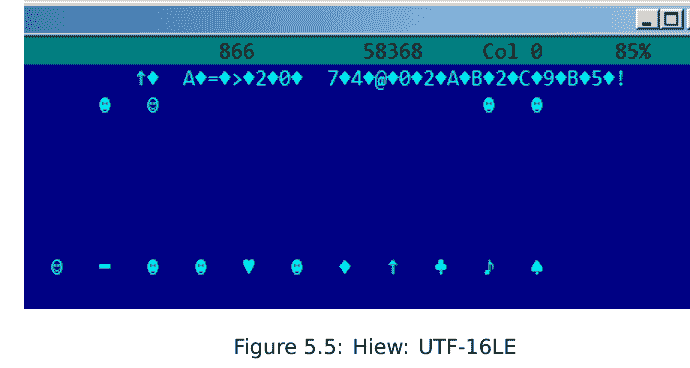 866 58368 Col 0 85%
↑♦ A♦=♦>♦2♦0♦ 7♦4♦@♦0♦2♦A♦B♦2♦C♦9♦B♦5♦!
☻ ☺ ☻ ☻
☺ ▬ ☻ ☻ ♥ ☻ ♦ ↑ ♣ ♪ ♠
Figure 5.5: Hiew: UTF-16LE